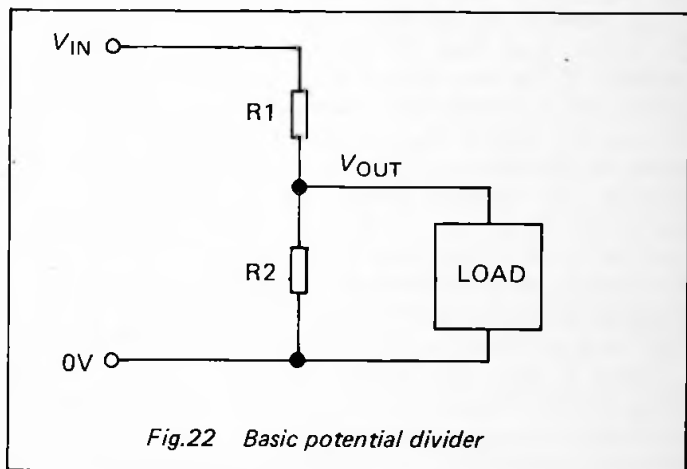 VIN
R1
VOUT
R2
LOAD
0V
Fig.22 Basic potential divider